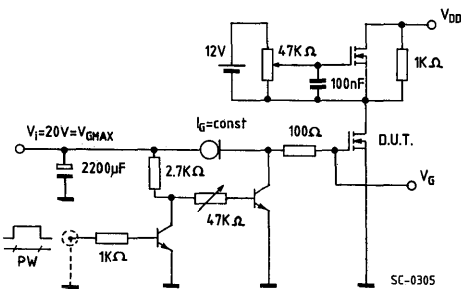 V_DD
12V
47KΩ
100nF
1KΩ
V_i=20V=V_GMAX
I_G=const
100Ω
D.U.T.
2200μF
2.7KΩ
V_G
47KΩ
PW
1KΩ
SC-0305